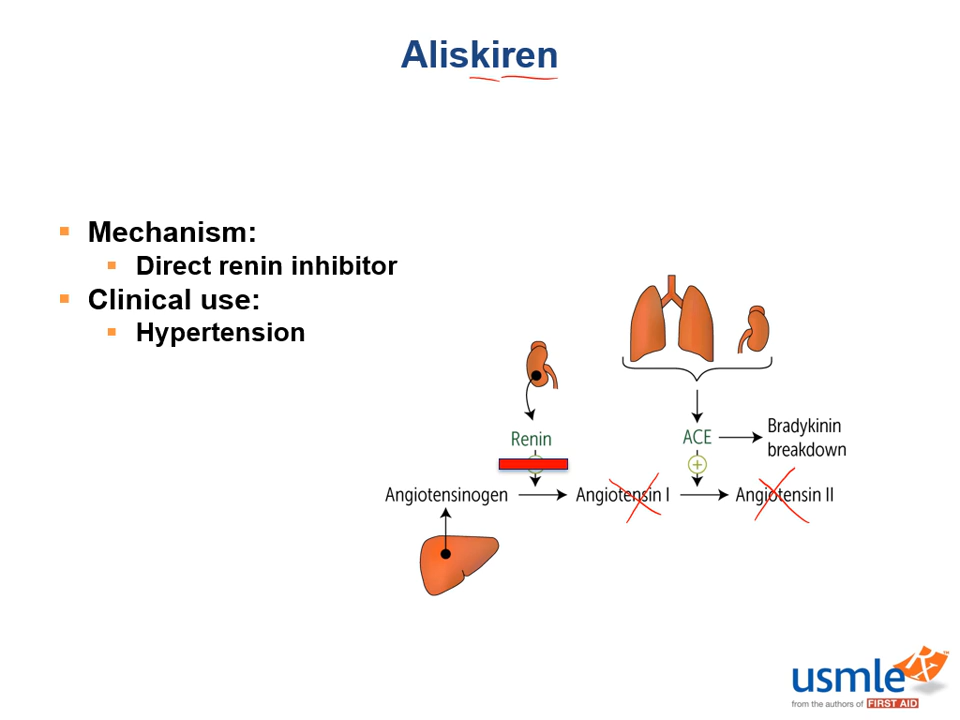 Aliskiren
Mechanism:
Direct renin inhibitor
Clinical use:
Hypertension
Renin
ACE
Bradykinin
breakdown
+
Angiotensinogen
Angiotensin I
Angiotensin II
usmle Rx™
from the authors of FIRST AID